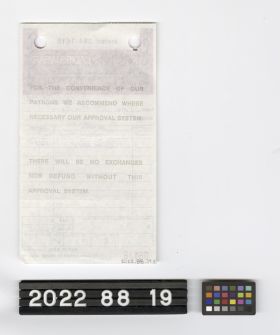 FOR THE CONVENIENCE OF OUR
PATRONS WE RECOMMEND WHERE
NECESSARY OUR APPROVAL SYSTEM.
THERE WILL BE NO EXCHANGES
NOR REFUND WITHOUT THIS
APPROVAL SYSTEM.
2022 88 19